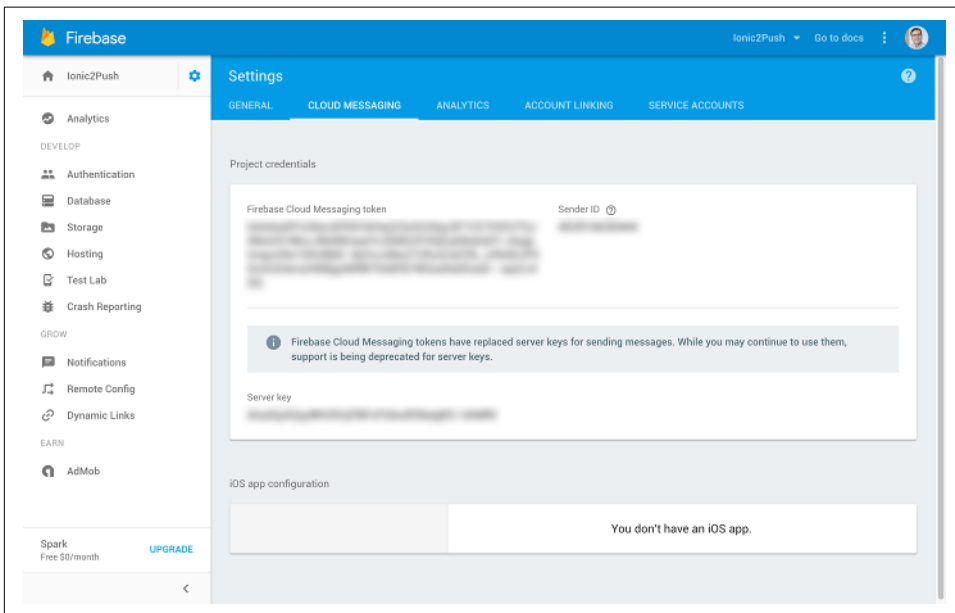 Firebase
Ionic2Push
Go to docs
Ionic2Push
Settings
GENERAL
CLOUD MESSAGING
ANALYTICS
ACCOUNT LINKING
SERVICE ACCOUNTS
Analytics
DEVELOP
Authentication
Database
Storage
Hosting
Test Lab
Crash Reporting
GROW
Notifications
Remote Config
Dynamic Links
EARN
AdMob
Spark
Free $0/month
UPGRADE
Project credentials
Firebase Cloud Messaging token
Sender ID
Firebase Cloud Messaging tokens have replaced server keys for sending messages. While you may continue to use them,
support is being deprecated for server keys.
Server key
iOS app configuration
You don't have an iOS app.